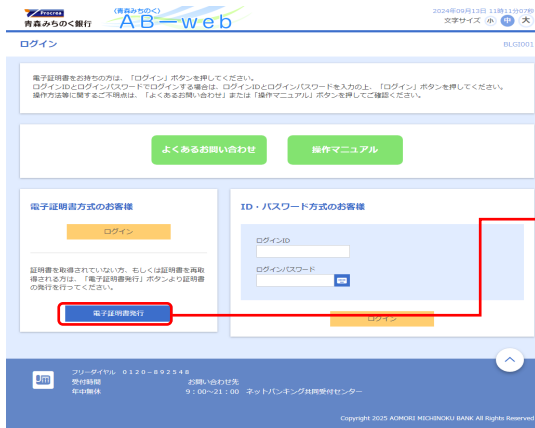 Procrea
青森みちのく銀行
(青森みちのく)
AB－web
2024年09月13日 11時11分07秒
文字サイズ 小 中 大
ログイン
BLGI001
電子証明書をお持ちの方は、「ログイン」ボタンを押してください。
ログインIDとログインパスワードでログインする場合は、ログインIDとログインパスワードを入力の上、「ログイン」ボタンを押してください。
操作方法等に関するご不明点は、「よくあるお問い合わせ」または「操作マニュアル」ボタンを押してご確認ください。
よくあるお問い合わせ
操作マニュアル
電子証明書方式のお客様
ログイン
証明書を取得されていない方、もしくは証明書を再取
得される方は、「電子証明書発行」ボタンより証明書
の発行を行ってください。
電子証明書発行
ID・パスワード方式のお客様
ログインID
ログインパスワード
ログイン
フリーダイヤル 0120－892548
受付時間 お問い合わせ先
年中無休 9：00～21：00 ネットバンキング共同受付センター
Copyright 2025 AOMORI MICHINOKU BANK All Rights Reserved